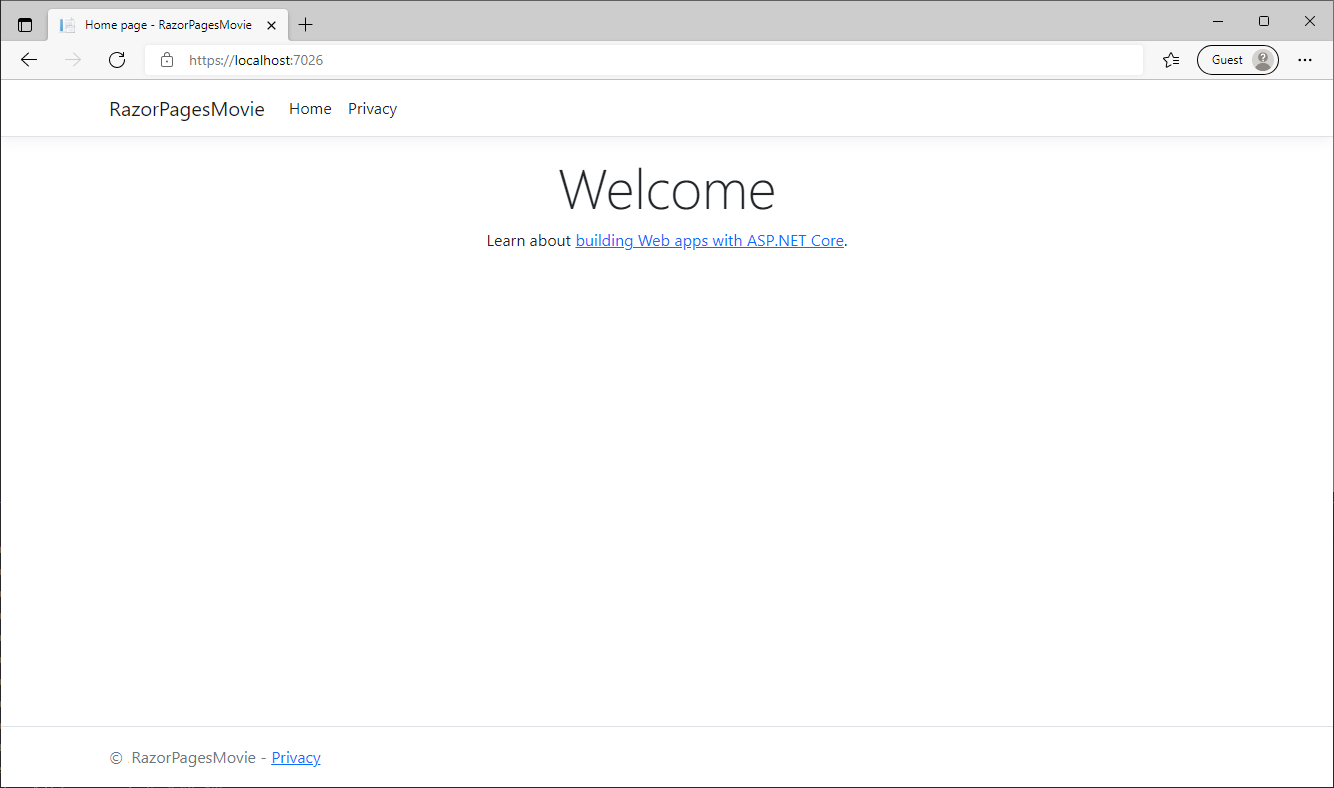 Home page - RazorPagesMovie
https://localhost:7026
Guest
RazorPagesMovie Home Privacy
Welcome
Learn about building Web apps with ASP.NET Core.
© RazorPagesMovie - Privacy